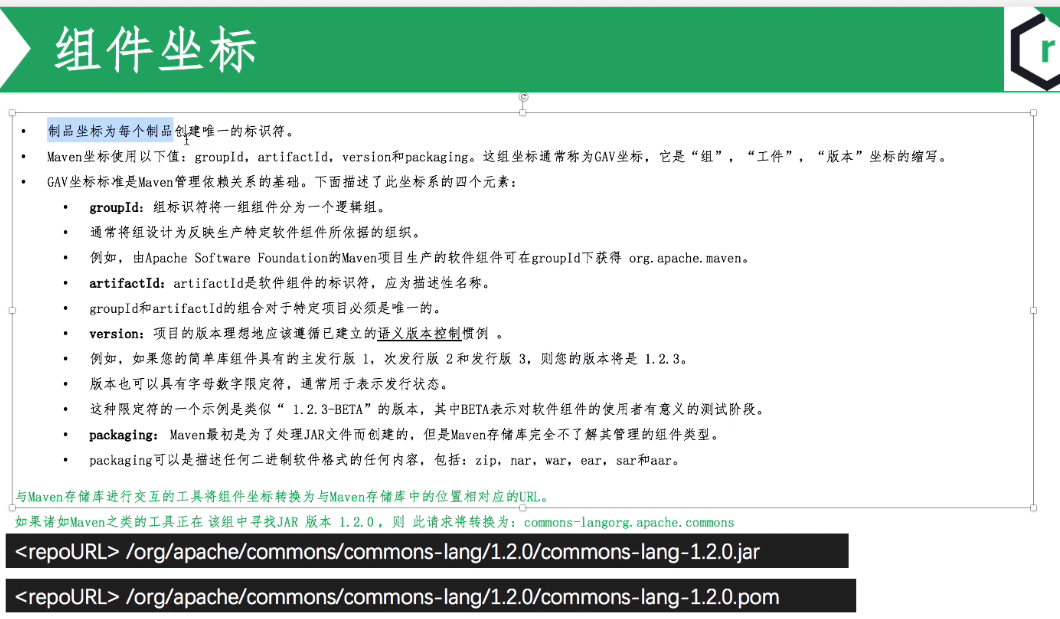 组件坐标
r
• 制品坐标为每个制品创建唯一的标识符。
• Maven坐标使用以下值：groupId，artifactId，version和packaging。这组坐标通常称为GAV坐标，它是“组”，“工件”，“版本”坐标的缩写。
• GAV坐标标准是Maven管理依赖关系的基础。下面描述了此坐标系的四个元素：
• groupId：组标识符将一组组件分为一个逻辑组。
• 通常将组设计为反映生产特定软件组件所依据的组织。
• 例如，由Apache Software Foundation的Maven项目生产的软件组件可在groupId下获得 org.apache.maven。
• artifactId：artifactId是软件组件的标识符，应为描述性名称。
• groupId和artifactId的组合对于特定项目必须是唯一的。
• version：项目的版本理想地应该遵循已建立的语义版本控制惯例 。
• 例如，如果您的简单库组件具有的主发行版 1，次发行版 2和发行版 3，则您的版本将是 1.2.3。
• 版本也可以具有字母数字限定符，通常用于表示发行状态。
• 这种限定符的一个示例是类似“ 1.2.3-BETA”的版本，其中BETA表示对软件组件的使用者有意义的测试阶段。
• packaging： Maven最初是为了处理JAR文件而创建的，但是Maven存储库完全不了解其管理的组件类型。
• packaging可以是描述任何二进制软件格式的任何内容，包括：zip，nar，war，ear，sar和aar。
与Maven存储库进行交互的工具将组件坐标转换为与Maven存储库中的位置相对应的URL。
如果诸如Maven之类的工具正在 该组中寻找JAR 版本 1.2.0 ，则 此请求将转换为：commons-langorg.apache.commons
<repoURL> /org/apache/commons/commons-lang/1.2.0/commons-lang-1.2.0.jar
<repoURL> /org/apache/commons/commons-lang/1.2.0/commons-lang-1.2.0.pom